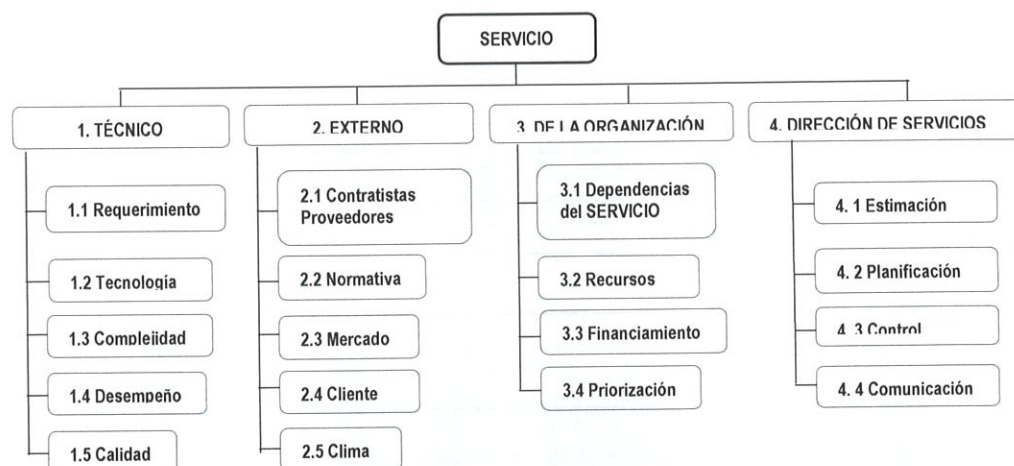 SERVICIO
1. TÉCNICO
2. EXTERNO
3. DE LA ORGANIZACIÓN
4. DIRECCIÓN DE SERVICIOS
1.1 Requerimiento
1.2 Tecnología
1.3 Complejidad
1.4 Desempeño
1.5 Calidad
2.1 Contratistas
Proveedores
2.2 Normativa
2.3 Mercado
2.4 Cliente
2.5 Clima
3.1 Dependencias
del SERVICIO
3.2 Recursos
3.3 Financiamiento
3.4 Priorización
4. 1 Estimación
4. 2 Planificación
4. 3 Control
4. 4 Comunicación